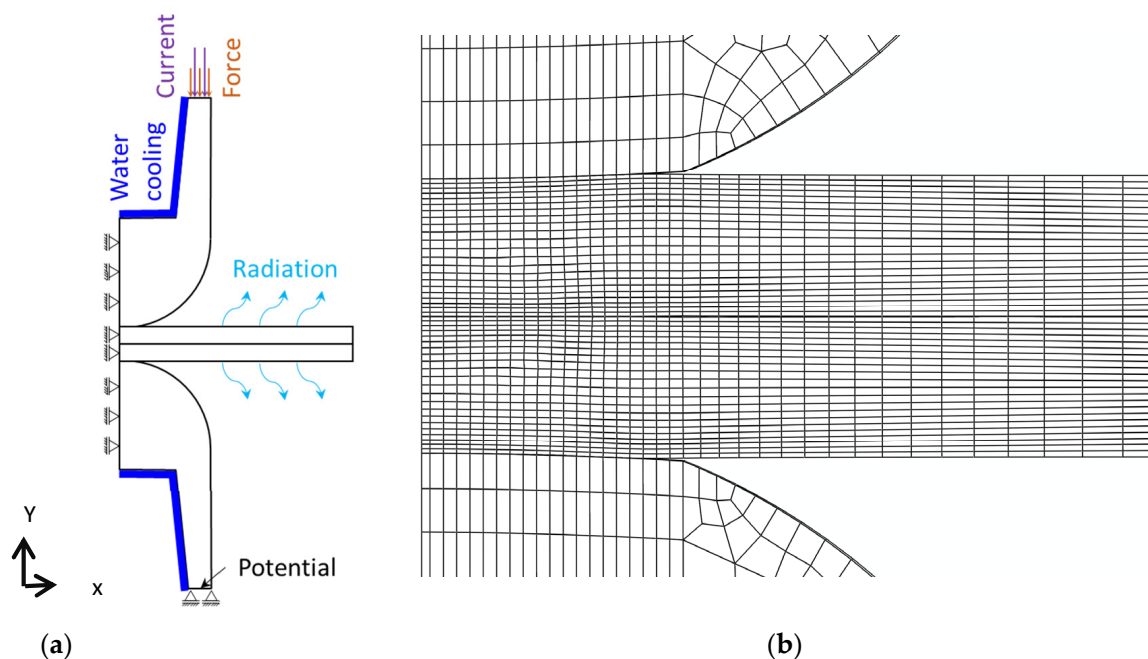 Current
Force
Water
cooling
Radiation
Potential
Y
x
(a)
(b)